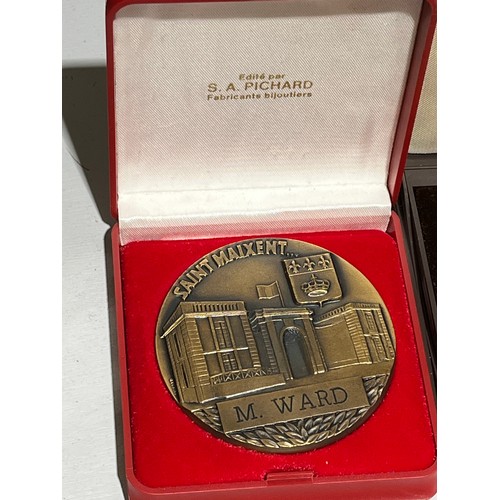 Edité par
S. A. PICHARD
Fabricants bijoutiers
SAINT MAIXENT...
M. WARD